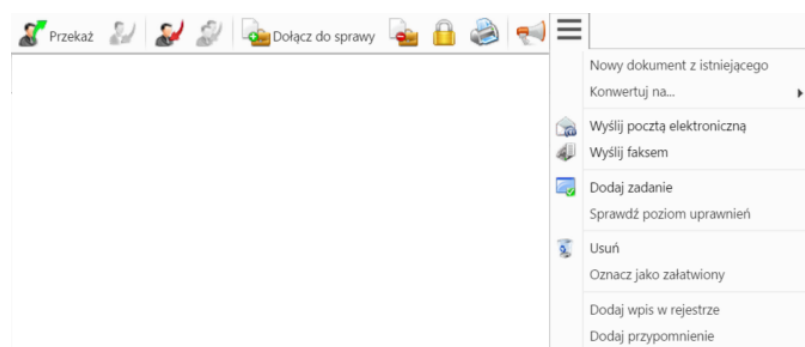 Przekaż
Dołącz do sprawy
Nowy dokument z istniejącego
Konwertuj na...
Wyślij pocztą elektroniczną
Wyślij faksem
Dodaj zadanie
Sprawdź poziom uprawnień
Usuń
Oznacz jako załatwiony
Dodaj wpis w rejestrze
Dodaj przypomnienie